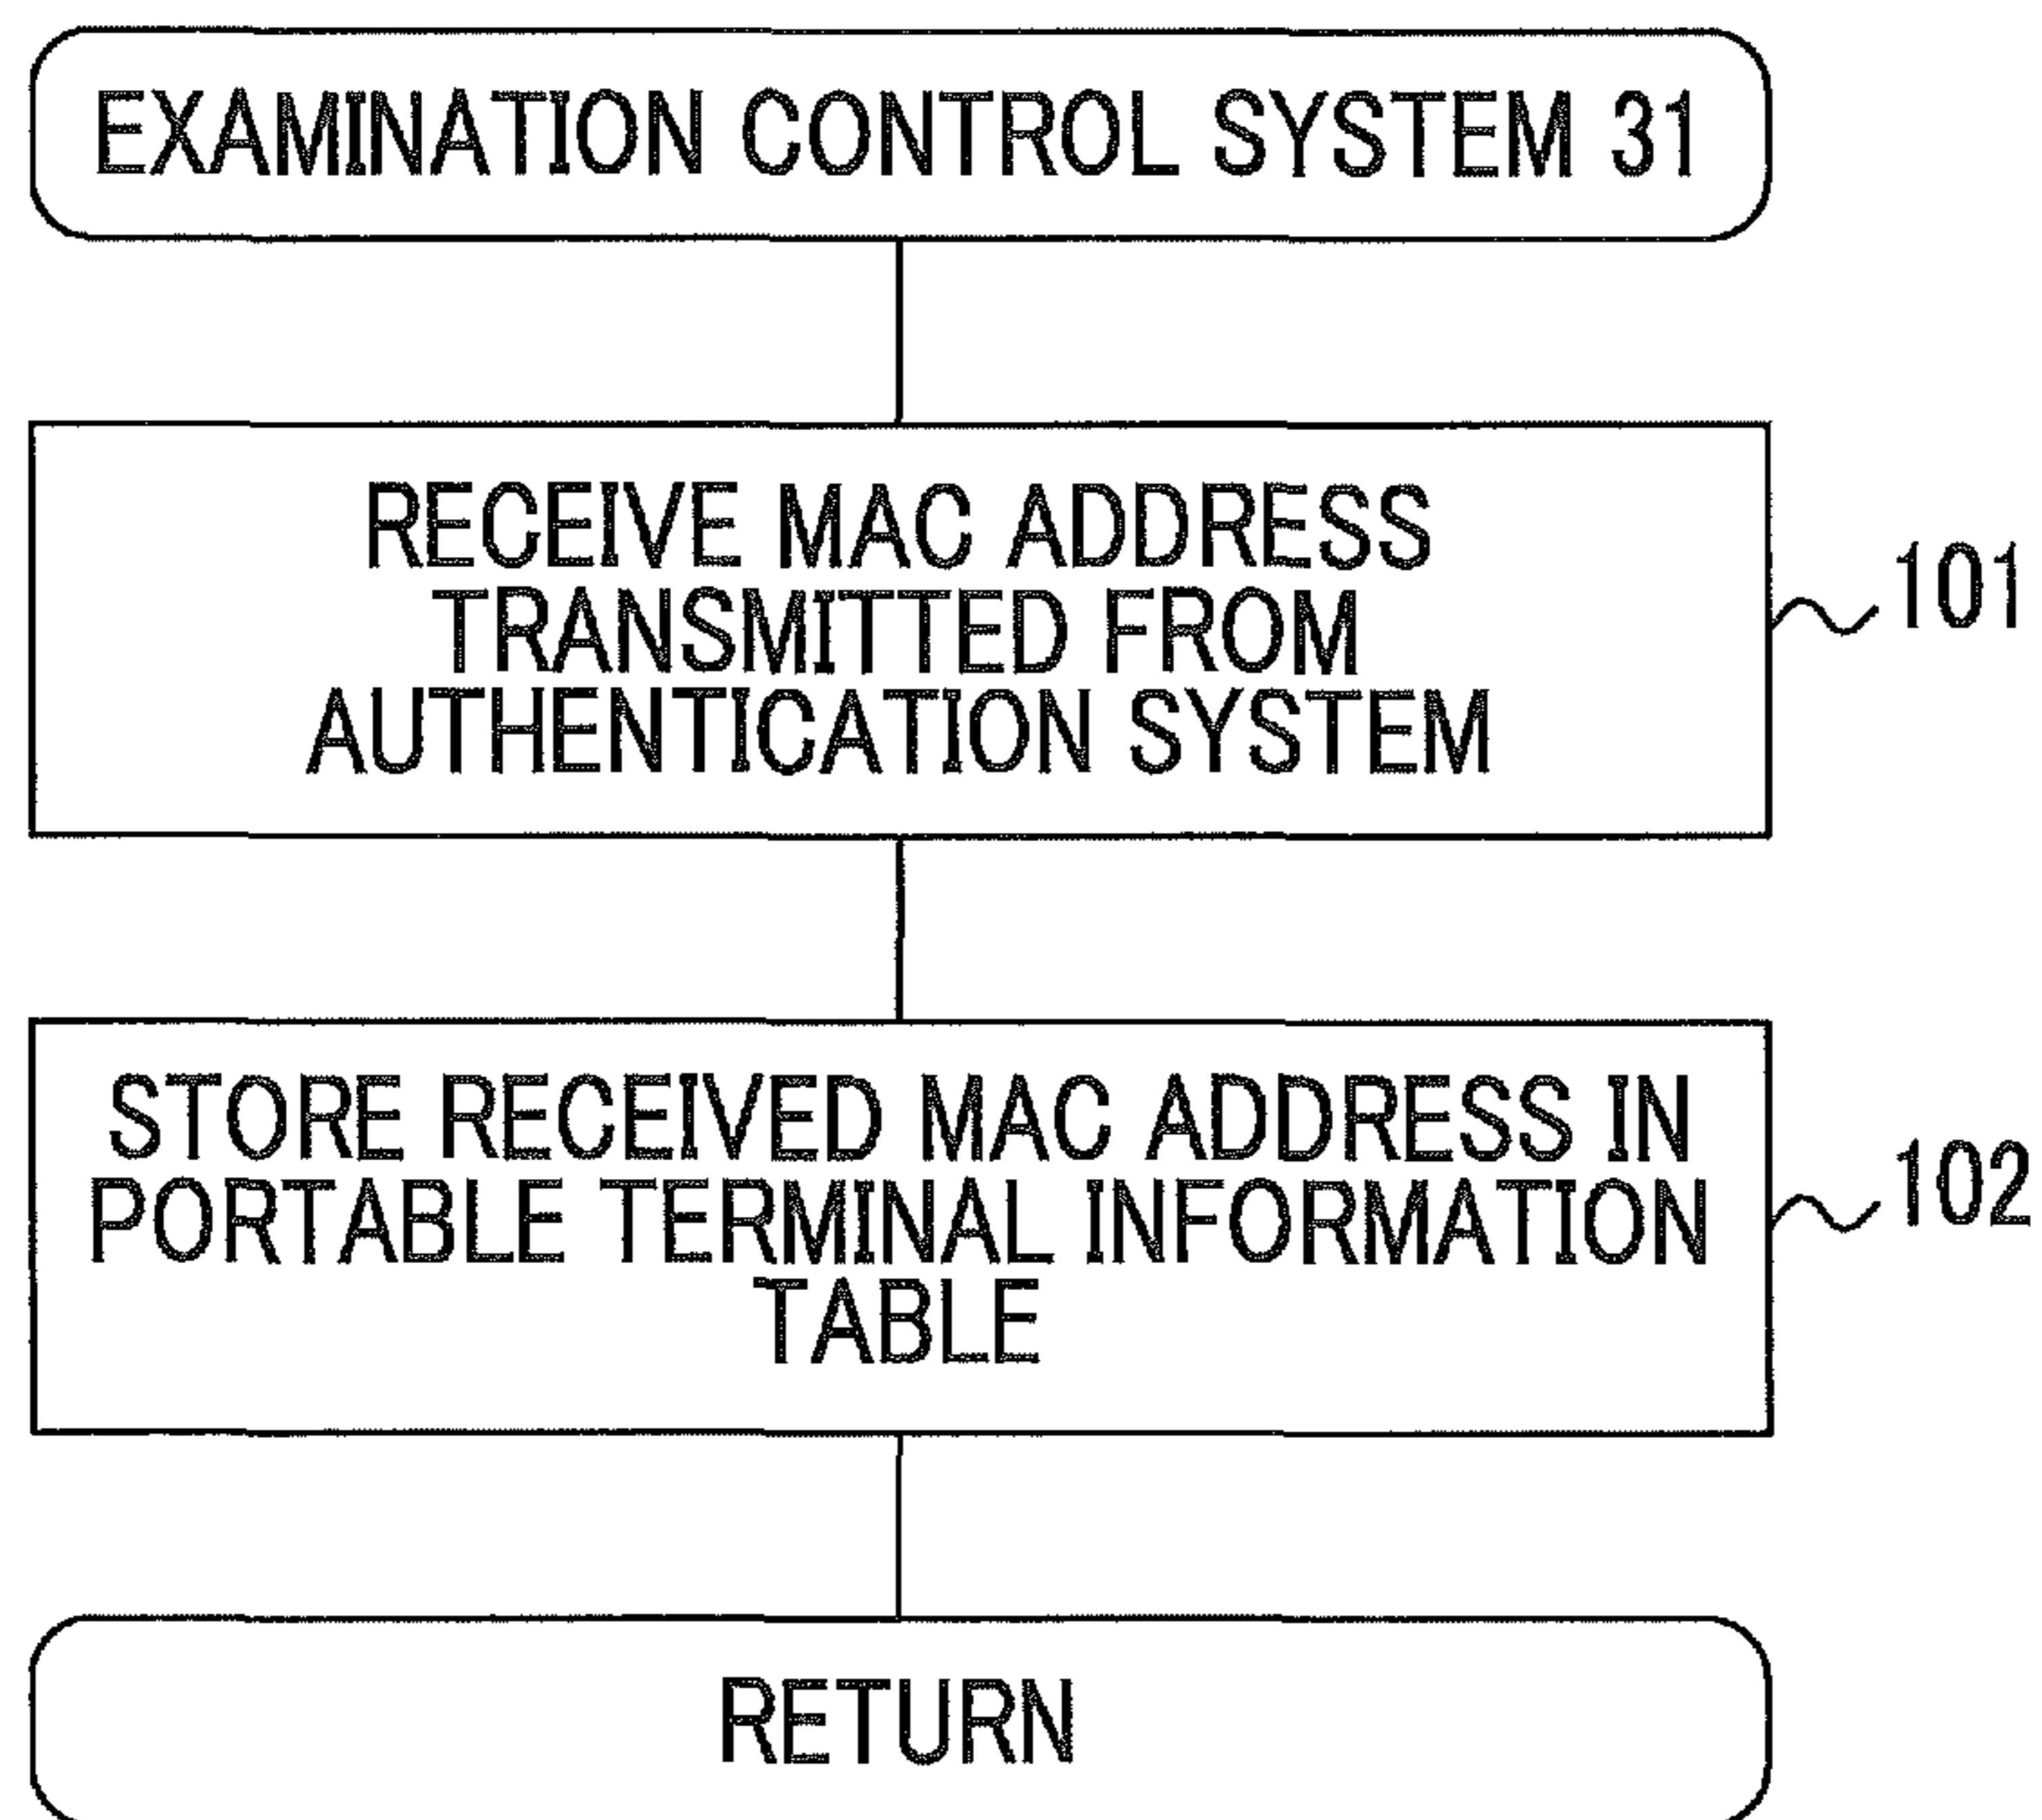 EXAMINATION CONTROL SYSTEM 31
RECEIVE MAC ADDRESS
TRANSMITTED FROM
AUTHENTICATION SYSTEM
101
STORE RECEIVED MAC ADDRESS IN
PORTABLE TERMINAL INFORMATION
TABLE
102
RETURN